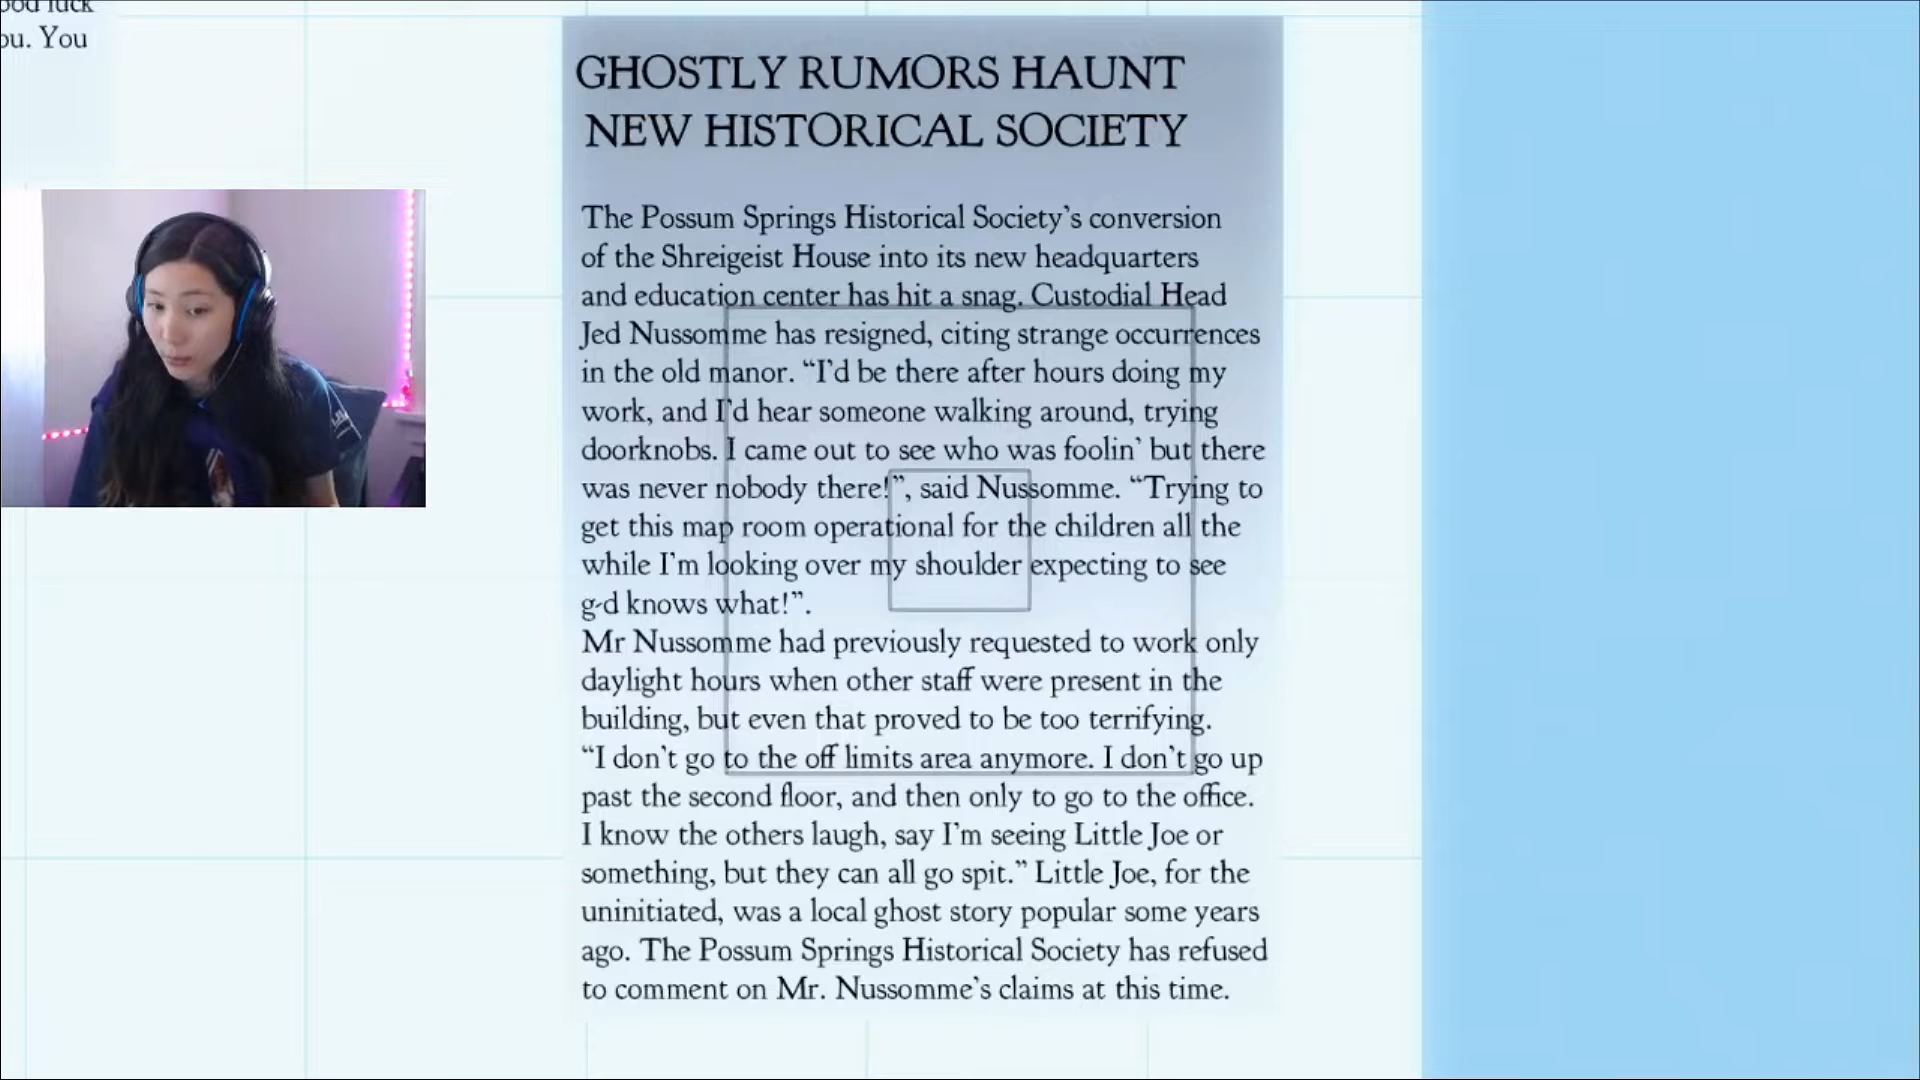 ou. You
GHOSTLY RUMORS HAUNT
NEW HISTORICAL SOCIETY
The Possum Springs Historical Society's conversion
of the Shreigeist House into its new headquarters
and education center has hit a snag. Custodial Head
Jed Nussomme has resigned, citing strange occurrences
in the old manor. “I'd be there after hours doing my
work, and I'd hear someone walking around, trying
doorknobs. I came out to see who was foolin' but there
was never nobody there!”, said Nussomme. “Trying to
get this map room operational for the children all the
while I'm looking over my shoulder expecting to see
g-d knows what!”.
Mr Nussomme had previously requested to work only
daylight hours when other staff were present in the
building, but even that proved to be too terrifying.
“I don't go to the off limits area anymore. I don't go up
past the second floor, and then only to go to the office.
I know the others laugh, say I'm seeing Little Joe or
something, but they can all go spit.” Little Joe, for the
uninitiated, was a local ghost story popular some years
ago. The Possum Springs Historical Society has refused
to comment on Mr. Nussomme's claims at this time.